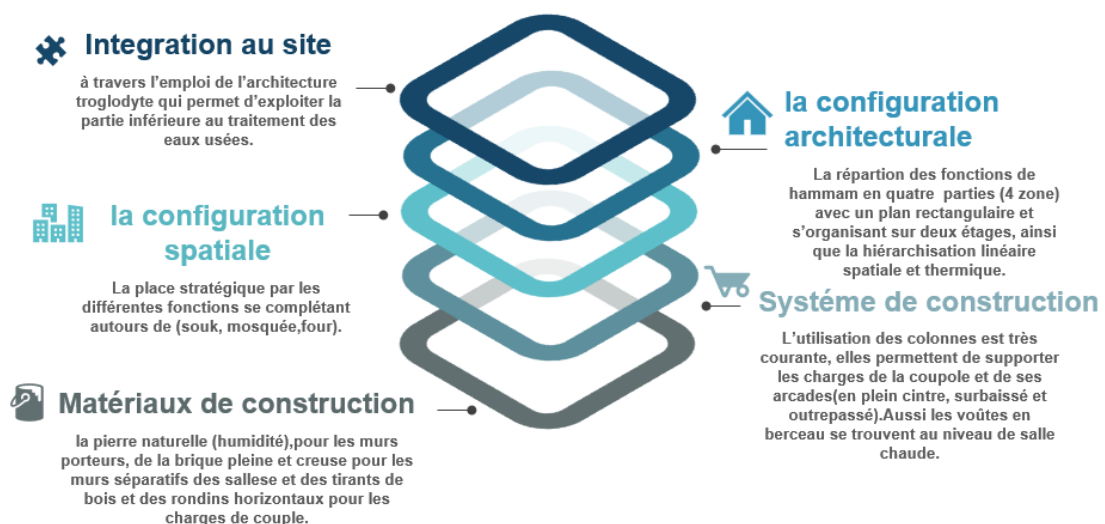 Integration au site
à travers l'emploi de l'architecture
troglodyte qui permet d'exploiter la
partie inférieure au traitement des
eaux usées.
la configuration
architecturale
La répartion des fonctions de
hammam en quatre parties (4 zone)
avec un plan rectangulaire et
s'organisant sur deux étages, ainsi
que la hiérarchisation linéaire
spatiale et thermique.
la configuration
spatiale
La place stratégique par les
différentes fonctions se complétant
autours de (souk, mosquée,four).
Systéme de construction
L'utilisation des colonnes est très
courante, elles permettent de supporter
les charges de la coupole et de ses
arcades(en plein cintre, surbaissé et
outrepassé).Aussi les voûtes en
berceau se trouvent au niveau de salle
chaude.
Matériaux de construction
la pierre naturelle (humidité),pour les murs
porteurs, de la brique pleine et creuse pour les
murs séparatifs des sallese et des tirants de
bois et des rondins horizontaux pour les
charges de couple.